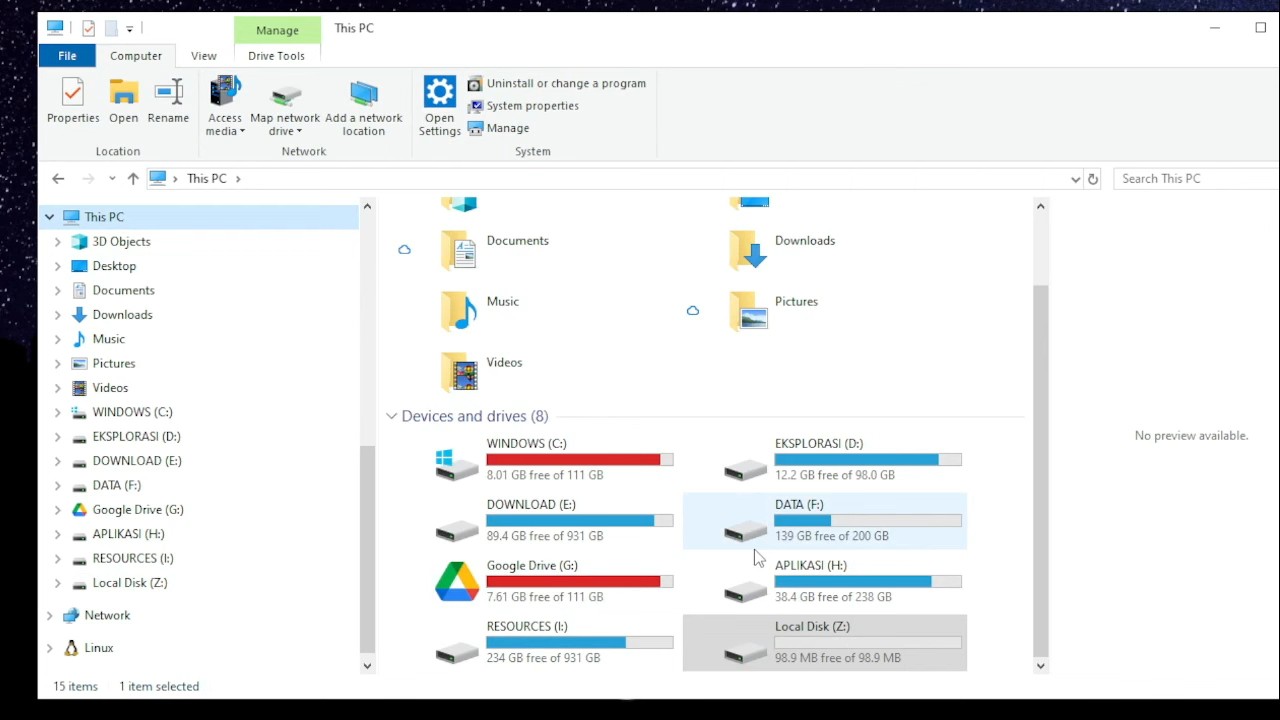 Manage
This PC
File
Computer
View
Drive Tools
Properties
Open
Rename
Location
Access media
Map network drive
Add a network location
Network
Open Settings
Uninstall or change a program
System properties
Manage
System
This PC
Search This PC
This PC
3D Objects
Desktop
Documents
Downloads
Music
Pictures
Videos
WINDOWS (C:)
EKSPLORASI (D:)
DOWNLOAD (E:)
DATA (F:)
Google Drive (G:)
APLIKASI (H:)
RESOURCES (I:)
Local Disk (Z:)
Network
Linux
Documents
Downloads
Music
Pictures
Videos
Devices and drives (8)
WINDOWS (C:)
8.01 GB free of 111 GB
EKSPLORASI (D:)
12.2 GB free of 98.0 GB
DOWNLOAD (E:)
89.4 GB free of 931 GB
DATA (F:)
139 GB free of 200 GB
Google Drive (G:)
7.61 GB free of 111 GB
APLIKASI (H:)
38.4 GB free of 238 GB
RESOURCES (I:)
234 GB free of 931 GB
Local Disk (Z:)
98.9 MB free of 98.9 MB
No preview available.
15 items
1 item selected